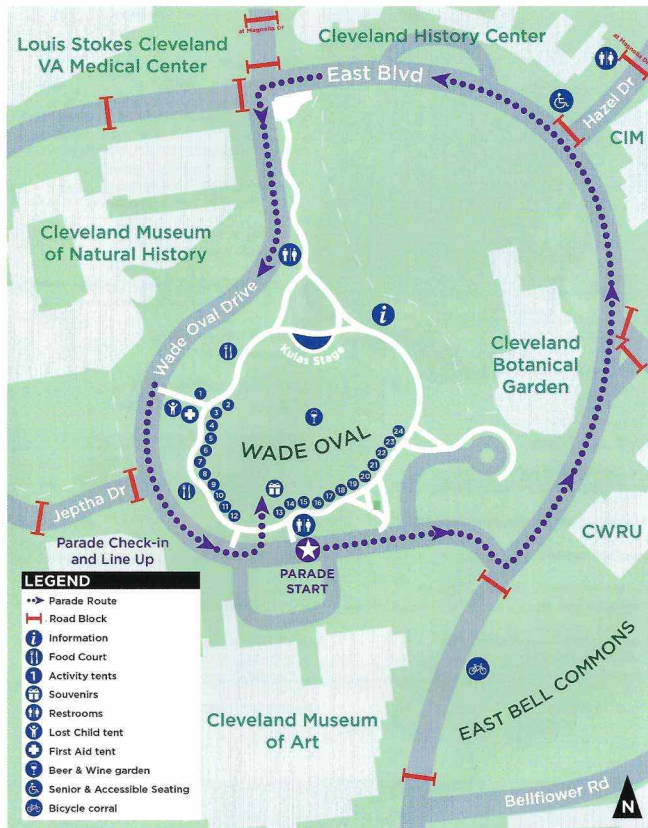 at Magnolia Dr
Louis Stokes Cleveland
VA Medical Center
Cleveland History Center
at Magnolia Dr
East Blvd
Hazel Dr
CIM
Cleveland Museum
of Natural History
Wade Oval Drive
Kulas Stage
Cleveland
Botanical
Garden
1
2
3
4
5
6
7
8
9
10
11
12
WADE OVAL
24
23
22
21
20
19
18
17
16
15
14
13
Jeptha Dr
Parade Check-in
and Line Up
PARADE
START
CWRU
LEGEND
Parade Route
Road Block
i Information
Food Court
1 Activity tents
Souvenirs
Restrooms
Lost Child tent
First Aid tent
Beer & Wine garden
Senior & Accessible Seating
Bicycle corral
Cleveland Museum
of Art
EAST BELL COMMONS
Bellflower Rd
i
N